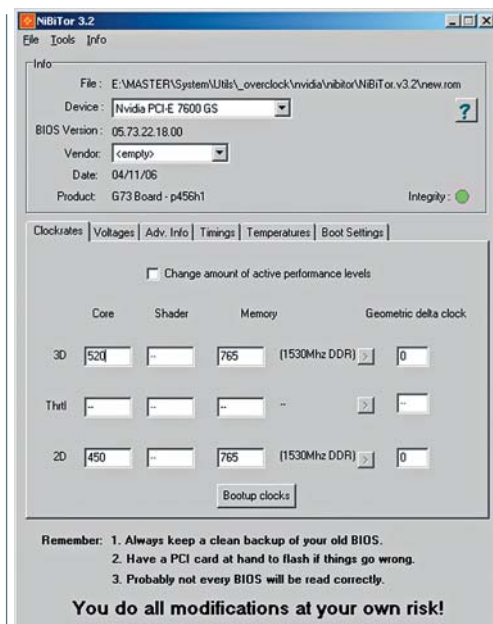 NiBiTor 3.2
File Tools Info
Info
File : E:\MASTER\System\Utils\_overclock\nvidia\nibitor\NiBiTor.v3.2\new.rom
Device : Nvidia PCI-E 7600 GS
?
BIOS Version : 05.73.22.18.00
Vendor: <empty>
Date: 04/11/06
Product: G73 Board - p456h1 Integrity :
Clockrates Voltages Adv. Info Timings Temperatures Boot Settings
Change amount of active performance levels
Core Shader Memory Geometric delta clock
3D 520 -- 765 (1530Mhz DDR) > 0
Thrtl -- -- -- -- > --
2D 450 -- 765 (1530Mhz DDR) > 0
Bootup clocks
Remember: 1. Always keep a clean backup of your old BIOS.
2. Have a PCI card at hand to flash if things go wrong.
3. Probably not every BIOS will be read correctly.
You do all modifications at your own risk!